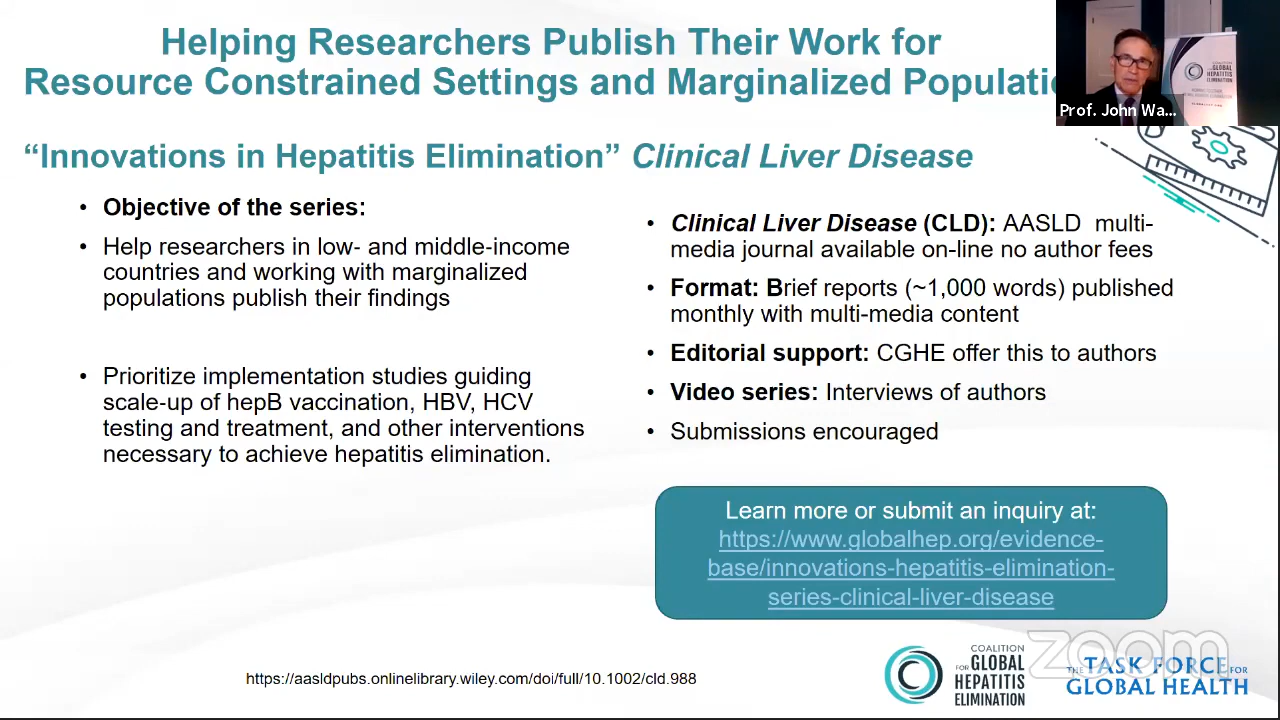 Helping Researchers Publish Their Work for
Resource Constrained Settings and Marginalized Populati
Prof. John Wa...
“Innovations in Hepatitis Elimination” Clinical Liver Disease
• Objective of the series:
• Help researchers in low- and middle-income
countries and working with marginalized
populations publish their findings
• Prioritize implementation studies guiding
scale-up of hepB vaccination, HBV, HCV
testing and treatment, and other interventions
necessary to achieve hepatitis elimination.
• Clinical Liver Disease (CLD): AASLD multi-
media journal available on-line no author fees
• Format: Brief reports (~1,000 words) published
monthly with multi-media content
• Editorial support: CGHE offer this to authors
• Video series: Interviews of authors
• Submissions encouraged
Learn more or submit an inquiry at:
https://www.globalhep.org/evidence-
base/innovations-hepatitis-elimination-
series-clinical-liver-disease
https://aasldpubs.onlinelibrary.wiley.com/doi/full/10.1002/cld.988
COALITION
FOR GLOBAL
HEPATITIS
ELIMINATION
zoom
THE TASK FORCE FOR
GLOBAL HEALTH
GLOBAL
HEPATITIS
ELIMINATION